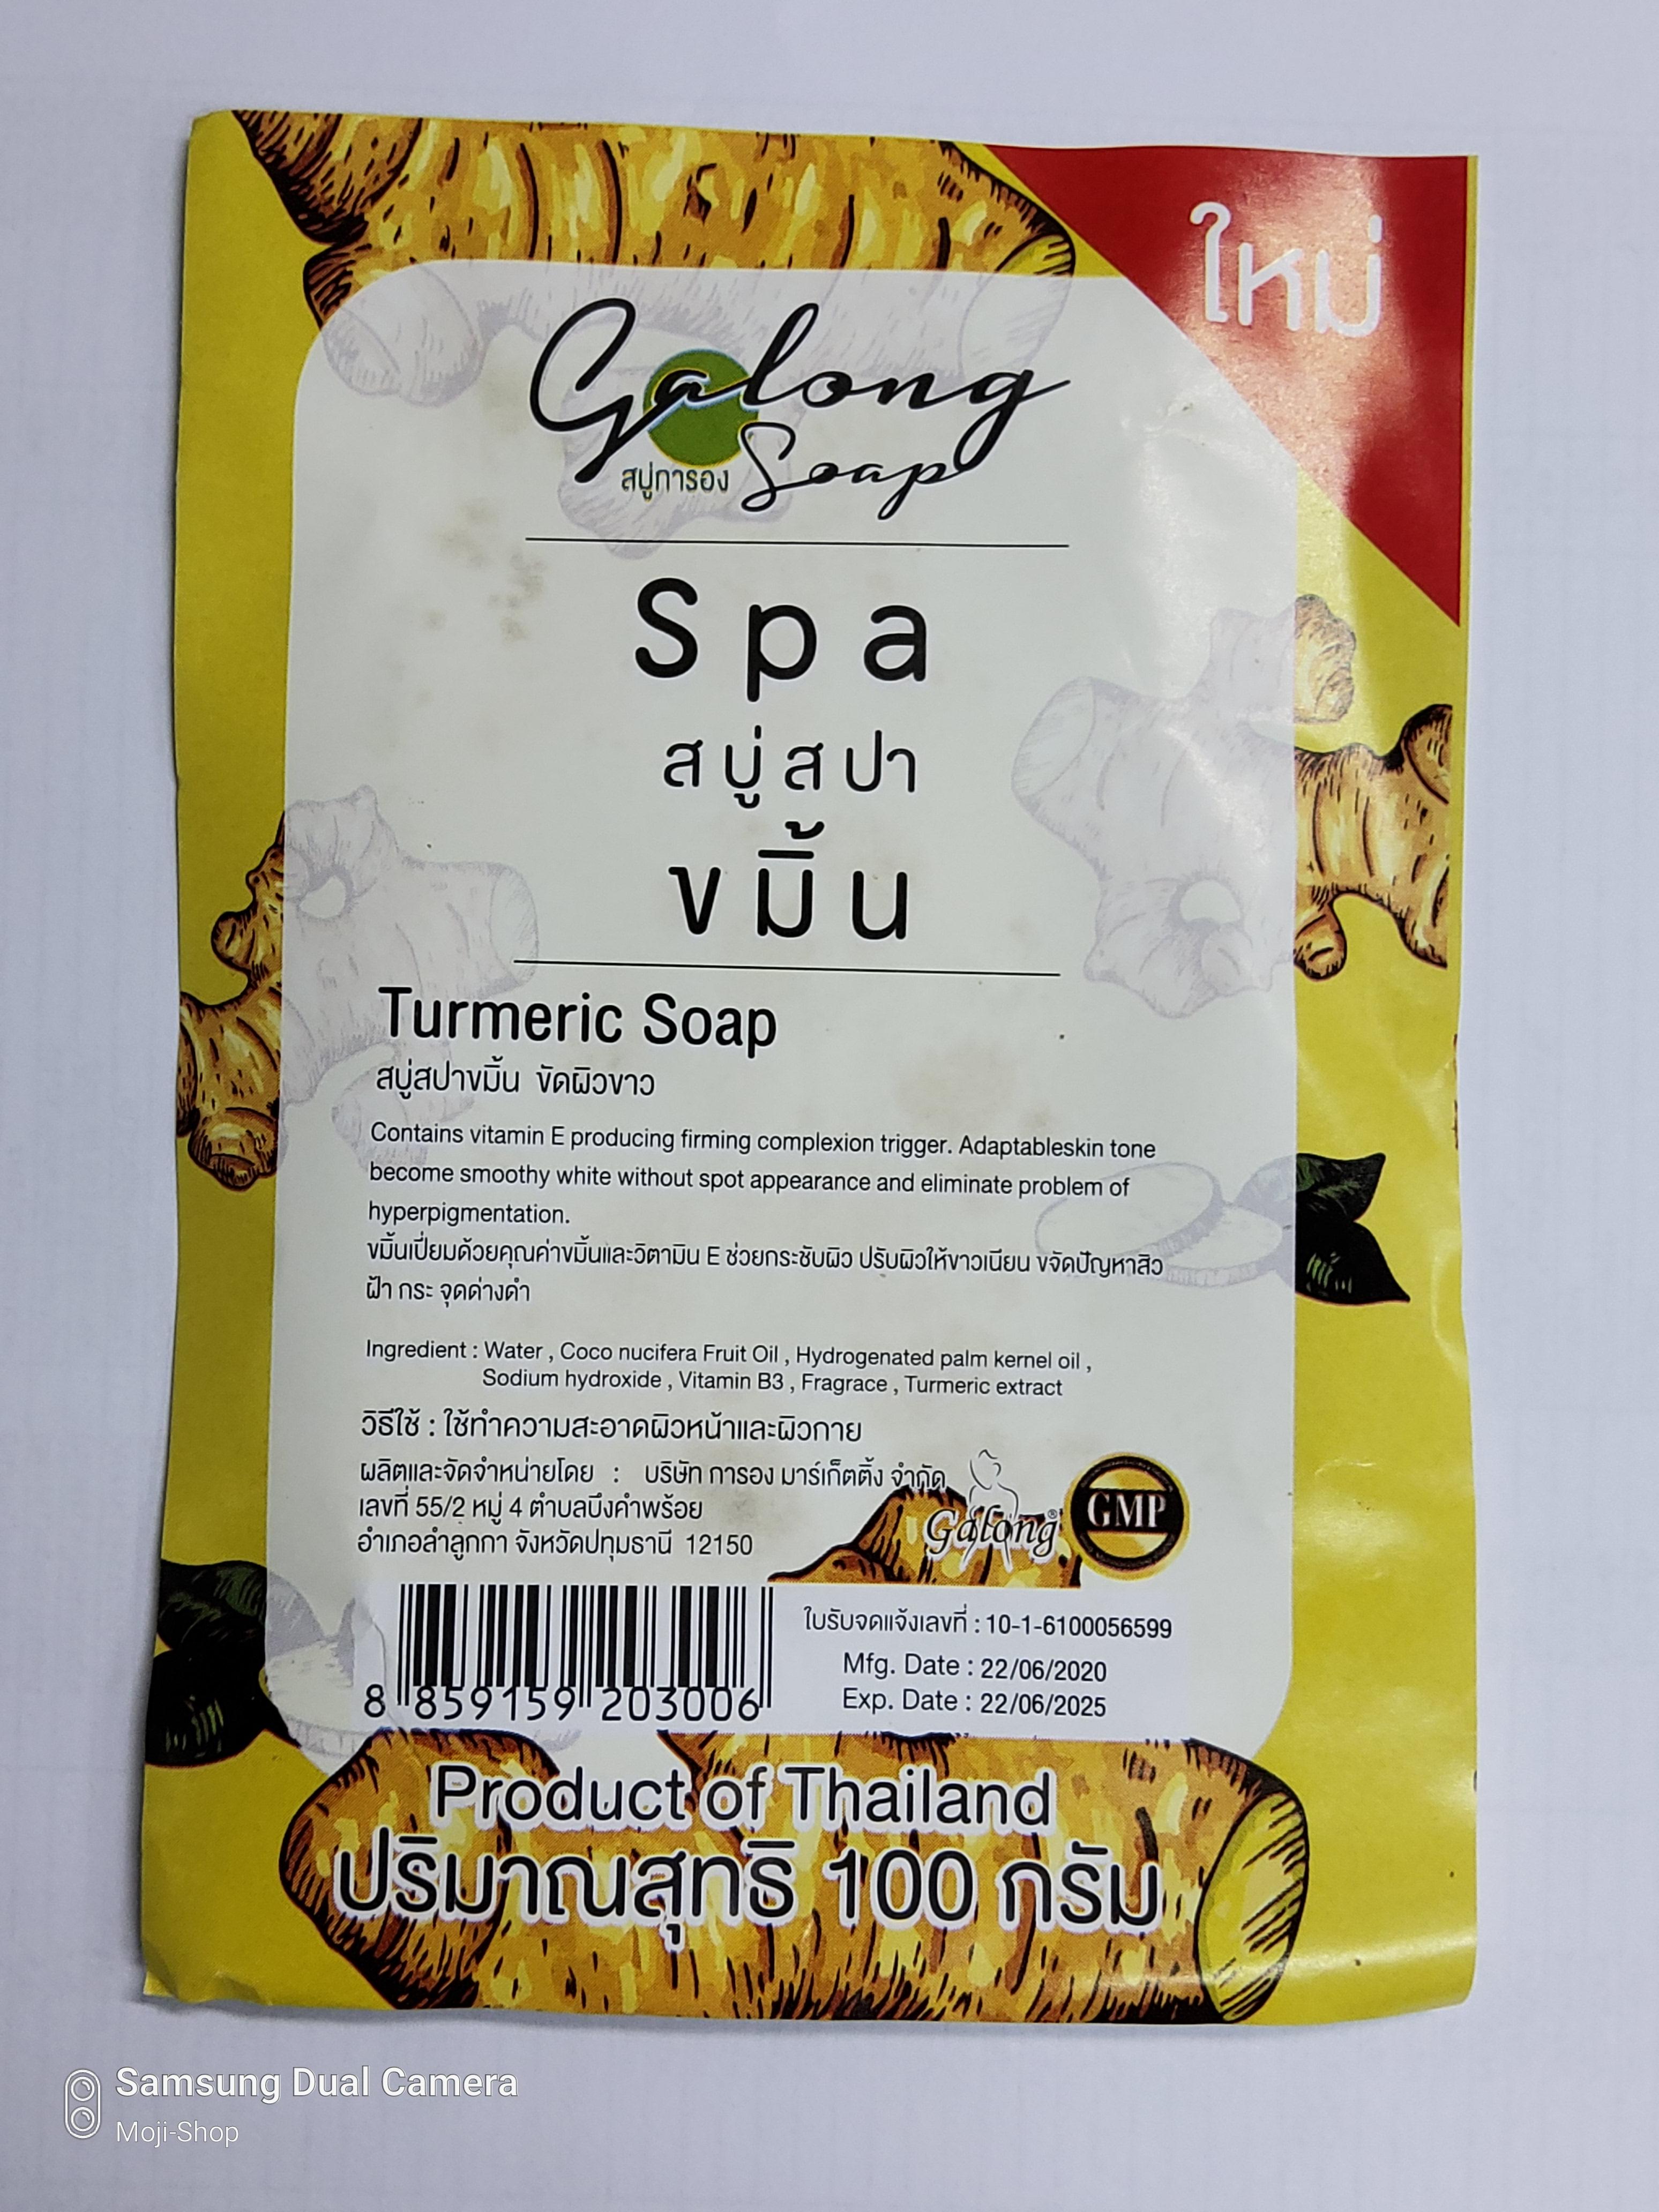 ใหม่
Galong
สบู่การอง Soap
Spa
สบู่สปา
ขมิ้น
Turmeric Soap
สบู่สปาขมิ้น ขัดผิวขาว
Contains vitamin E producing firming complexion trigger. Adaptableskin tone
become smoothy white without spot appearance and eliminate problem of
hyperpigmentation.
ขมิ้นเปี่ยมด้วยคุณค่าขมิ้นและวิตามิน E ช่วยกระชับผิว ปรับผิวให้ขาวเนียน ขจัดปัญหาสิว
ฝ้า กระ จุดด่างดำ
Ingredient : Water , Coco nucifera Fruit Oil , Hydrogenated palm kernel oil ,
Sodium hydroxide , Vitamin B3 , Fragrace , Turmeric extract
วิธีใช้ : ใช้ทำความสะอาดผิวหน้าและผิวกาย
ผลิตและจัดจำหน่ายโดย : บริษัท การอง มาร์เก็ตติ้ง จำกัด
เลขที่ 55/2 หมู่ 4 ตำบลบึงคำพร้อย
อำเภอลำลูกกา จังหวัดปทุมธานี 12150
Galong®
GMP
8 859159 203006
ใบรับจดแจ้งเลขที่ : 10-1-6100056599
Mfg. Date : 22/06/2020
Exp. Date : 22/06/2025
Product of Thailand
ปริมาณสุทธิ 100 กรัม
Samsung Dual Camera
Moji-Shop